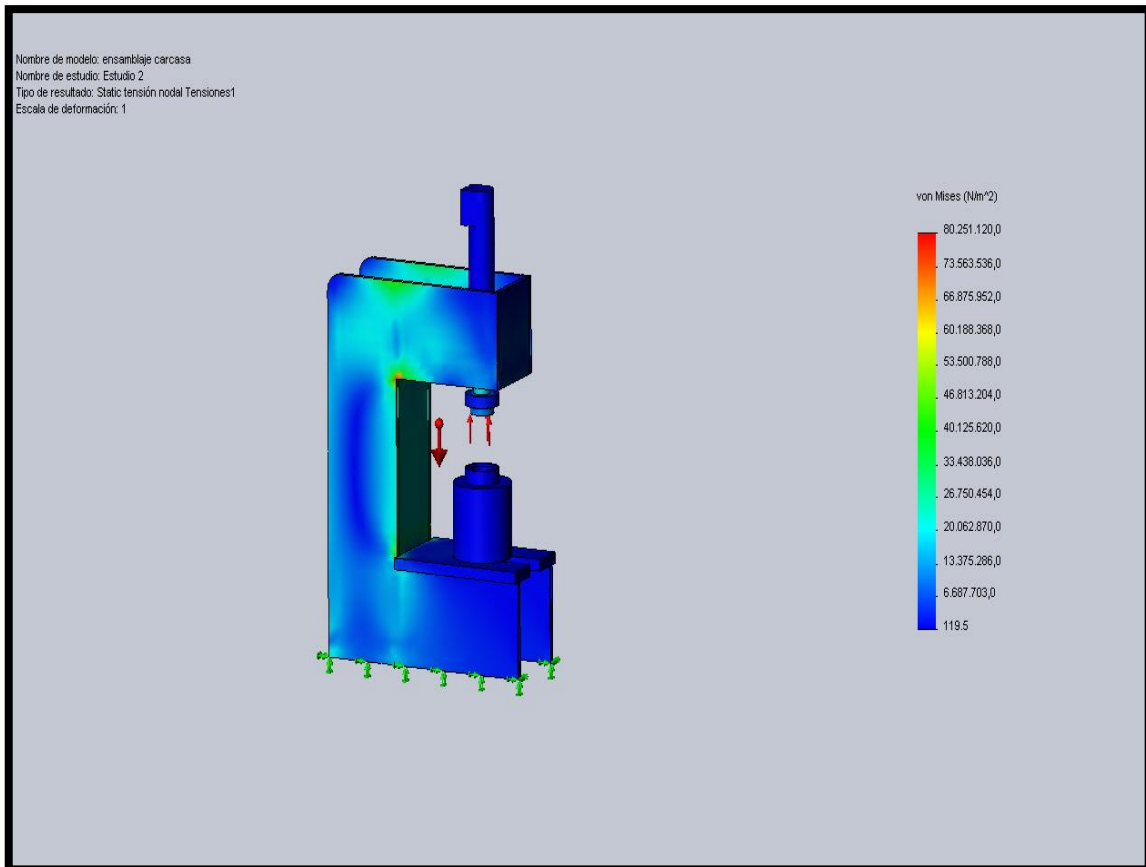 Nombre de modelo: ensamblaje carcasa
Nombre de estudio: Estudio 2
Tipo de resultado: Static tensión nodal Tensiones1
Escala de deformación: 1
von Mises (N/m^2)
80.251.120,0
73.563.536,0
66.875.952,0
60.188.368,0
53.500.788,0
46.813.204,0
40.125.620,0
33.438.036,0
26.750.454,0
20.062.870,0
13.375.286,0
6.687.703,0
119.5